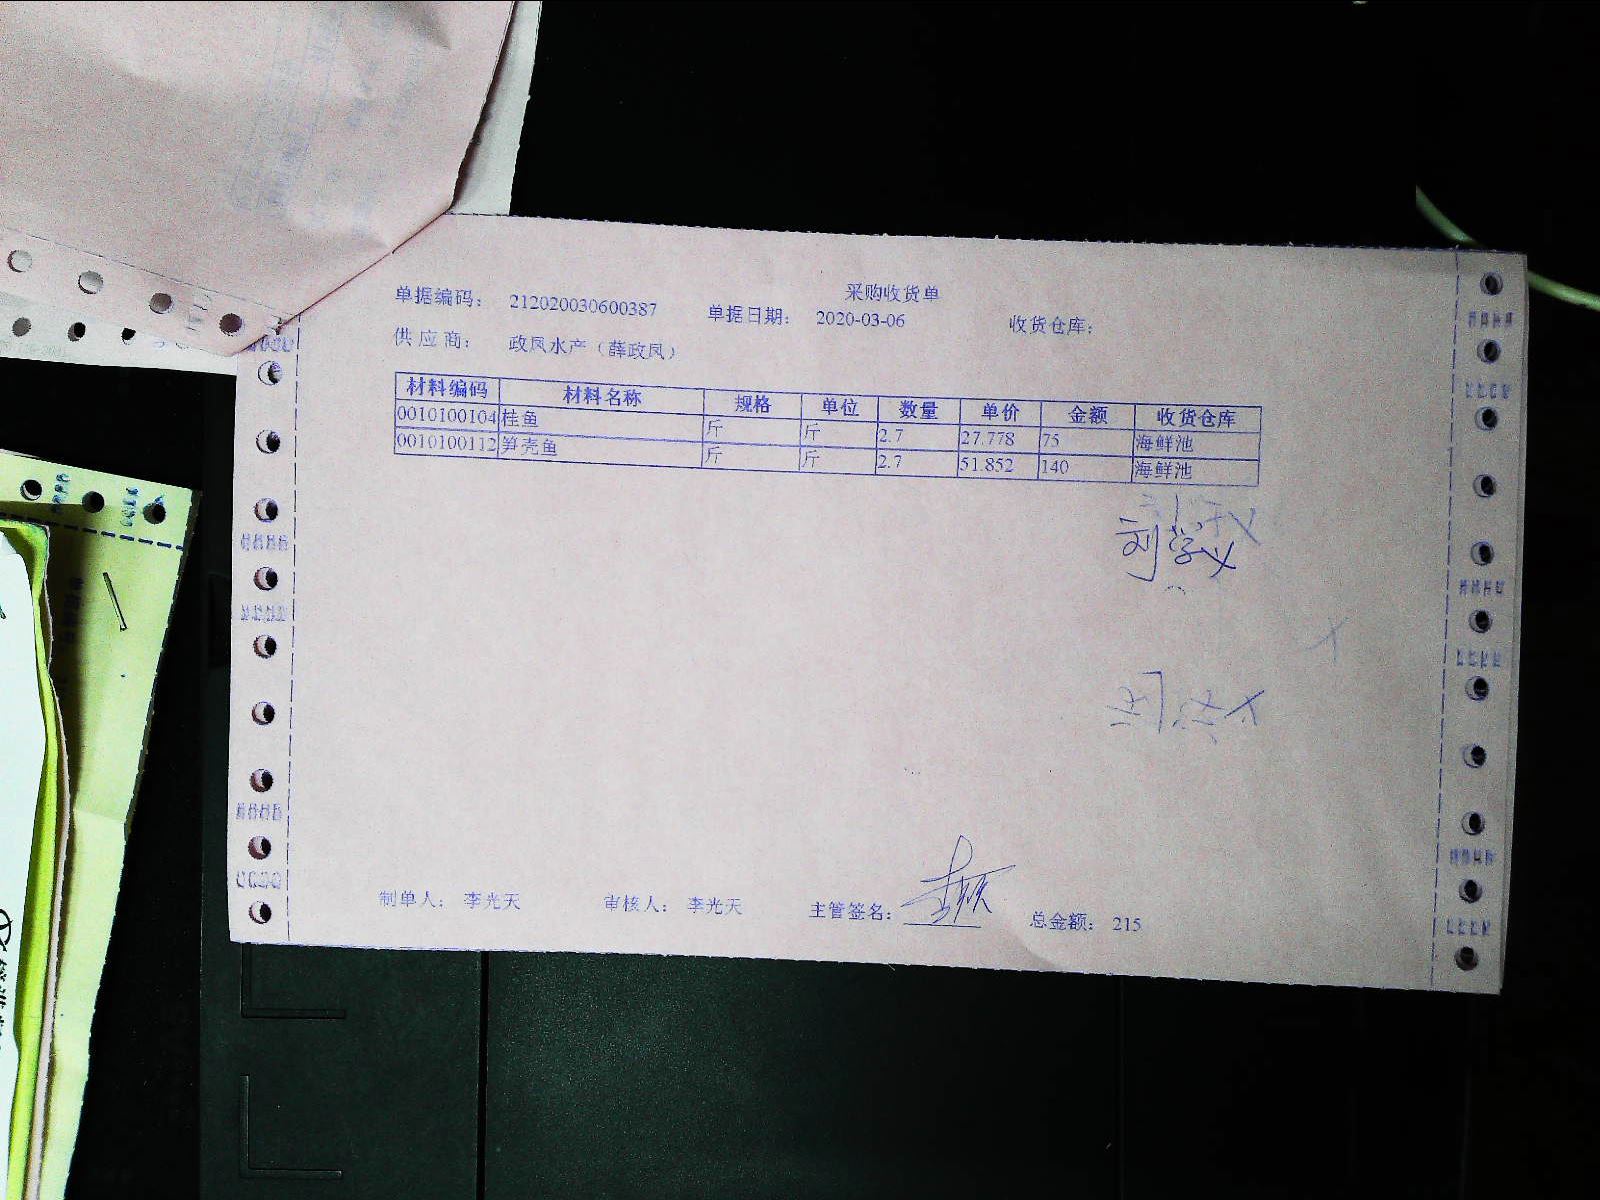 采购收货单
单据编码： 212020030600387 单据日期： 2020-03-06 收货仓库：
供 应 商： 政凤水产（薛政凤）
材料编码 材料名称 规格 单位 数量 单价 金额 收货仓库
0010100104 桂鱼 斤 斤 2.7 27.778 75 海鲜池
0010100112 笋壳鱼 斤 斤 2.7 51.852 140 海鲜池
刘学义
制单人： 李光天 审核人： 李光天 主管签名： 总金额： 215